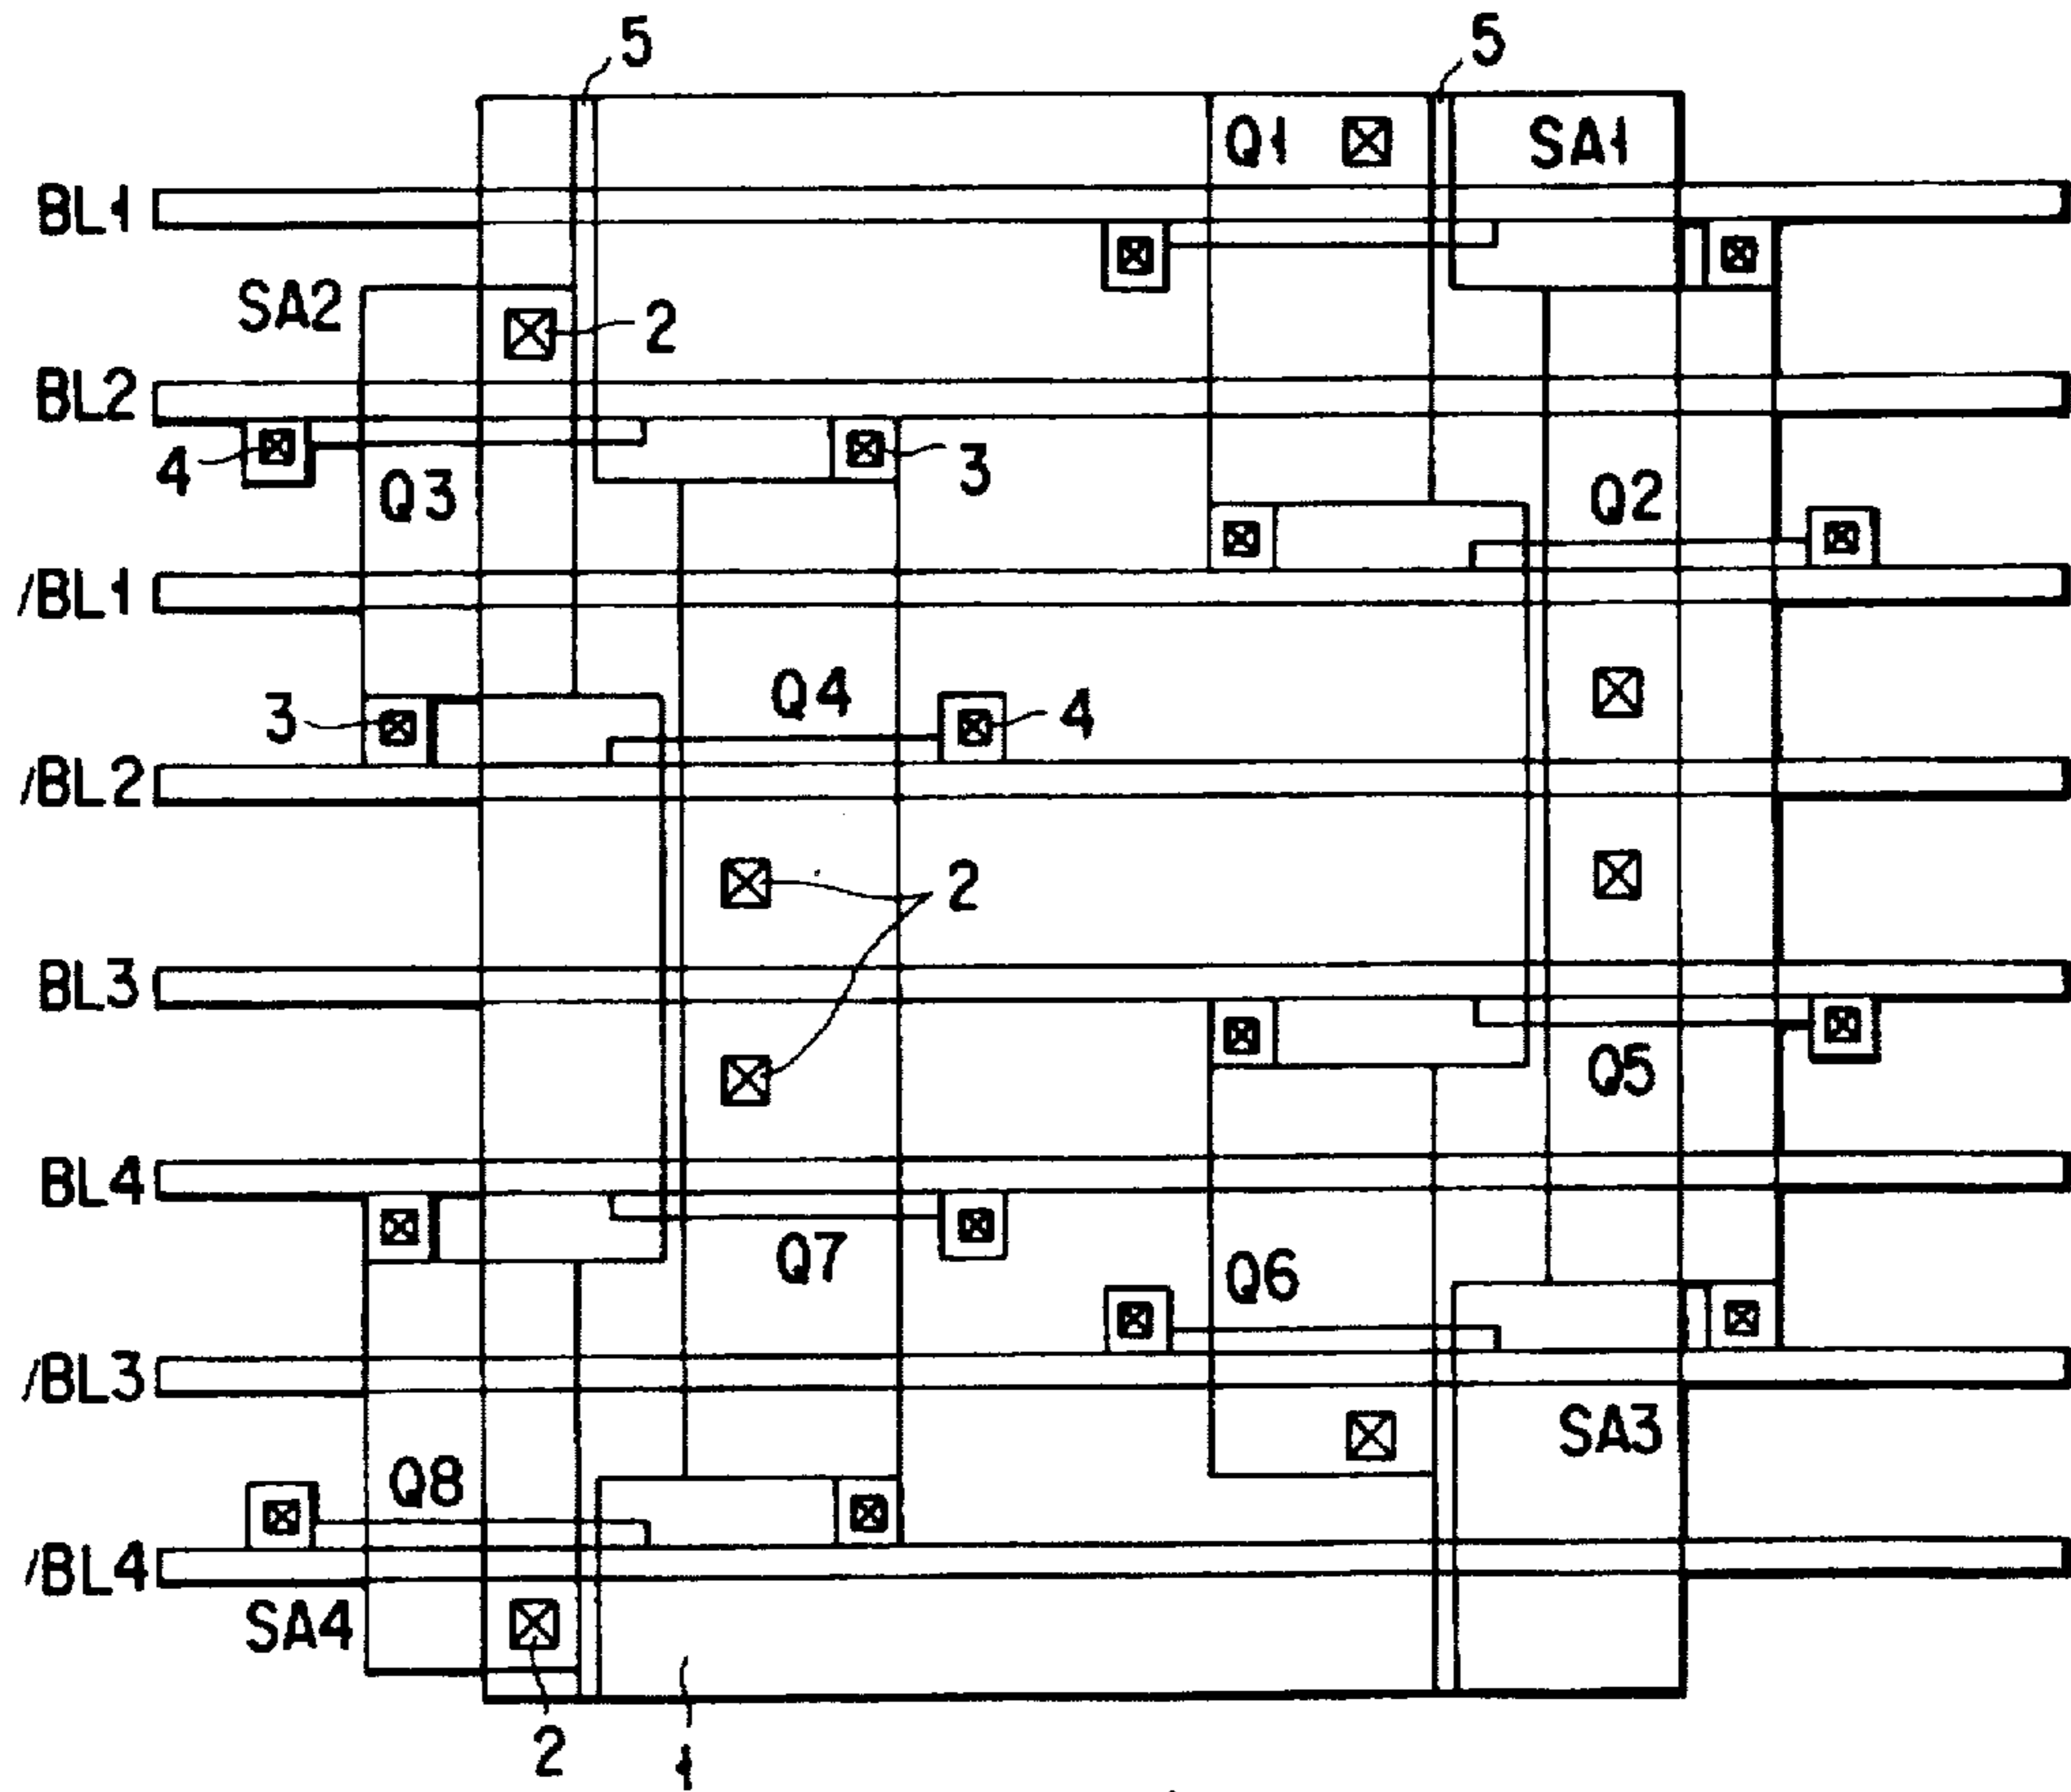 5 5
Q1 SA1
BL1
SA2 2
BL2
4 Q3 3 Q2
/BL1
3 Q4 4
/BL2
2
BL3
Q5
BL4
Q7 Q6
/BL3
SA3
Q8
/BL4
SA4
2 1